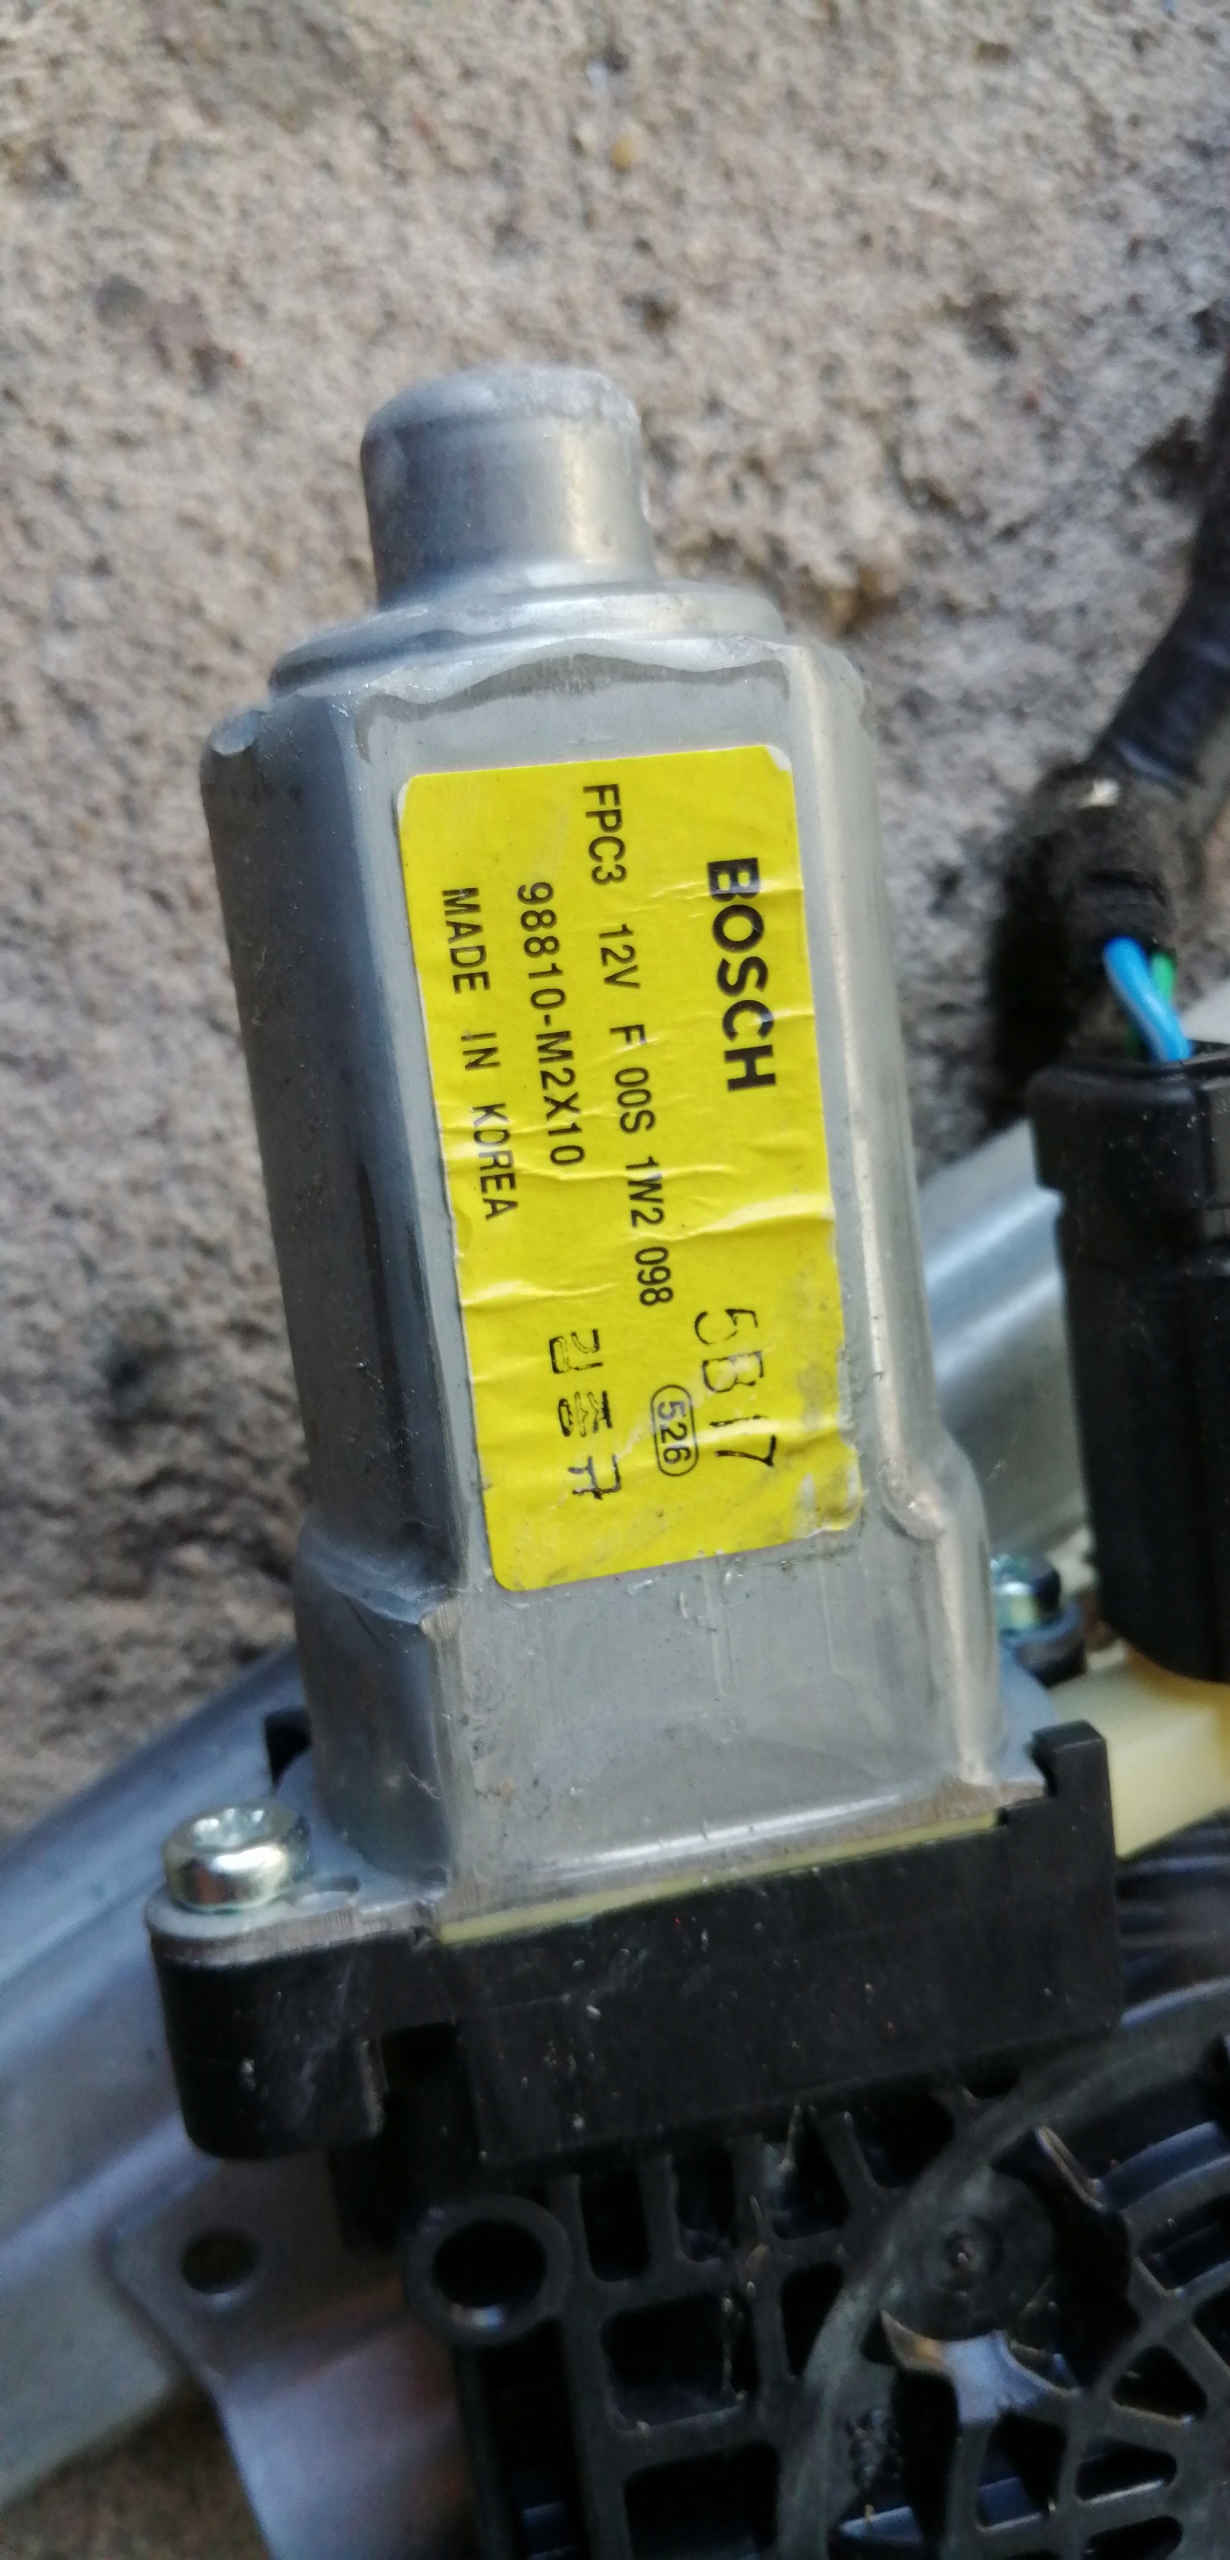 BOSCH
FPC3 12V F 00S 1W2 098
98810-M2X10
MADE IN KOREA
5B17
526